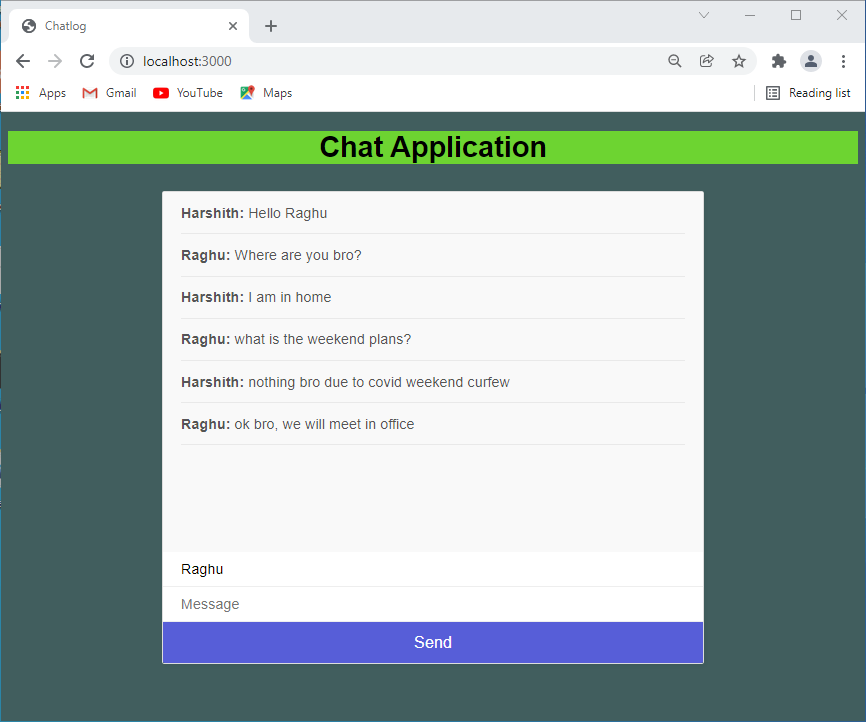 Chatlog
localhost:3000
Apps Gmail YouTube Maps Reading list
Chat Application
Harshith: Hello Raghu
Raghu: Where are you bro?
Harshith: I am in home
Raghu: what is the weekend plans?
Harshith: nothing bro due to covid weekend curfew
Raghu: ok bro, we will meet in office
Raghu
Message
Send